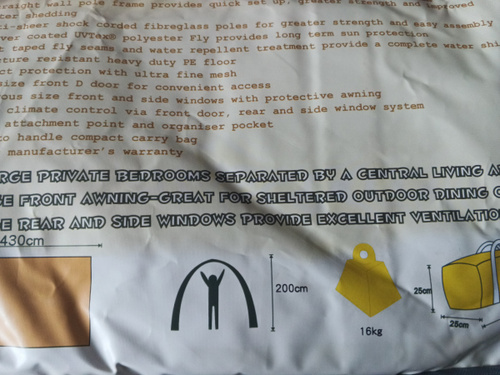 raight wall pole frame provides quick set up, greater strength and improved
ter shedding
i-sheer shock corded fibreglass poles for greater strength and easy assembly
ver coated UVTaxS polyester Fly provides long term sun protection
taped fly seams and water repellent treatment provide a complete water shi
ture resistant heavy duty PE floor
ct protection with ultra fine mesh
size front D door for convenient access
ous size front and side windows with protective awning
climate control via front door, rear and side window system
attachment point and organiser pocket
to handle compact carry bag
manufacturer's warranty
RGE PRIVATE BEDROOMS SEPARATED BY A CENTRAL LIVING A
E FRONT AWNING-GREAT FOR SHELTERED OUTDOOR DINING O
E REAR AND SIDE WINDOWS PROVIDE EXCELLENT VENTILATIO
430cm
200cm
16kg
25cm
25cm